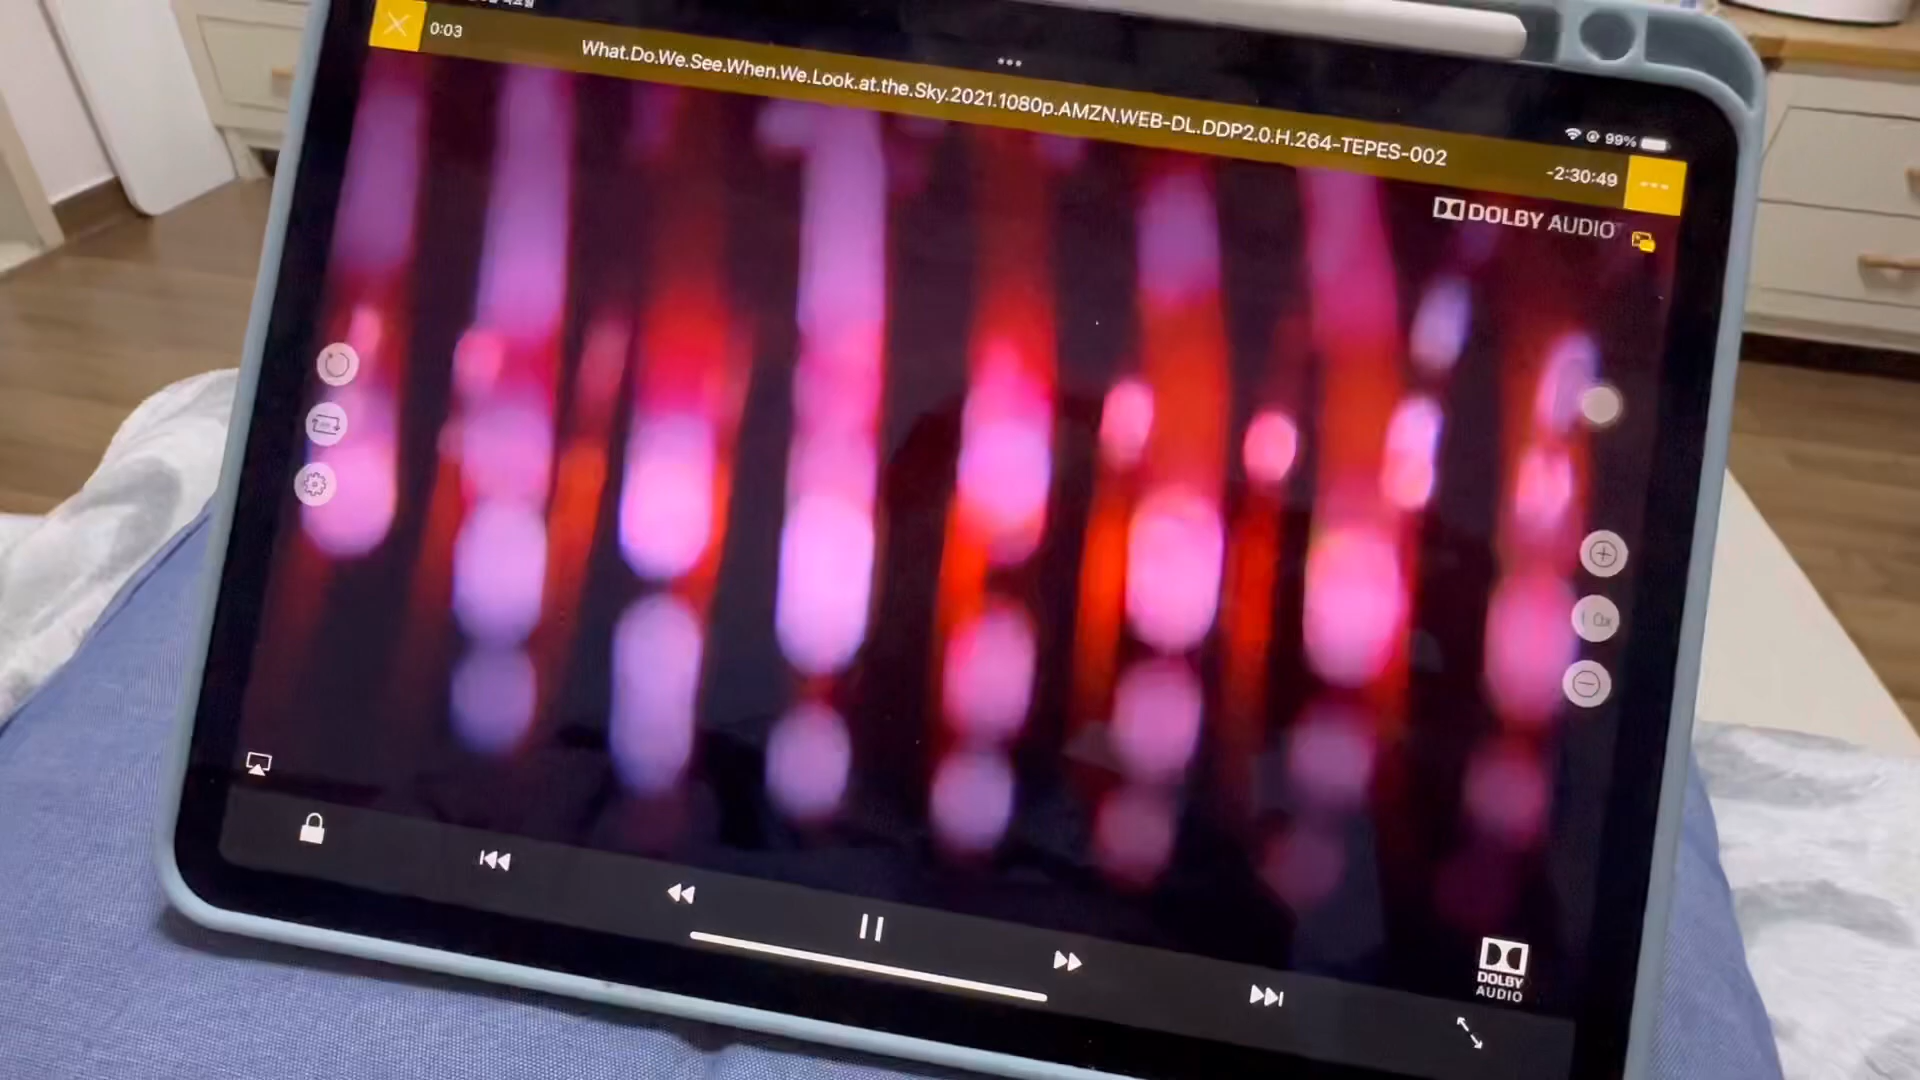 0:03
What.Do.We.See.When.We.Look.at.the.Sky.2021.1080p.AMZN.WEB-DL.DDP2.0.H.264-TEPES-002
99%
-2:30:49
DOLBY AUDIO
DOLBY
AUDIO